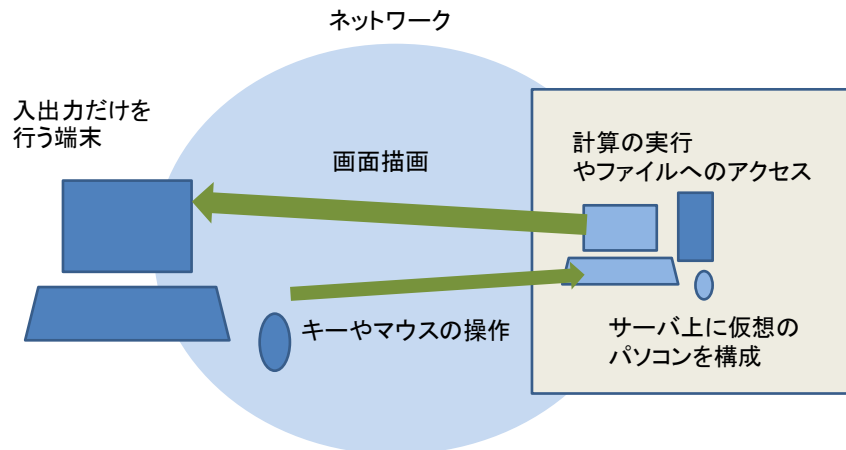 ネットワーク
入出力だけを
行う端末
画面描画
計算の実行
やファイルへのアクセス
キーやマウスの操作
サーバ上に仮想の
パソコンを構成